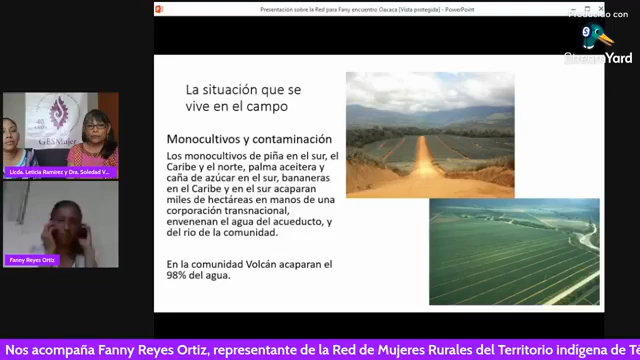 Presentación sobre la Red para Fany encuentro Oaxaca [Vista protegida] - PowerPoint
Producido con
StreamYard
La situación que se
vive en el campo
Monocultivos y contaminación
Los monocultivos de piña en el sur, el
Caribe y el norte, palma aceitera y
caña de azúcar en el sur, bananeras
en el Caribe y en el sur acaparan
miles de hectáreas en manos de una
corporación transnacional,
envenenan el agua del acueducto, y
del rio de la comunidad.
En la comunidad Volcán acaparan el
98% del agua.
GESMujer
Licda. Leticia Ramírez y Dra. Soledad V...
Fanny Reyes Ortiz
Nos acompaña Fanny Reyes Ortiz, representante de la Red de Mujeres Rurales del Territorio indígena de T